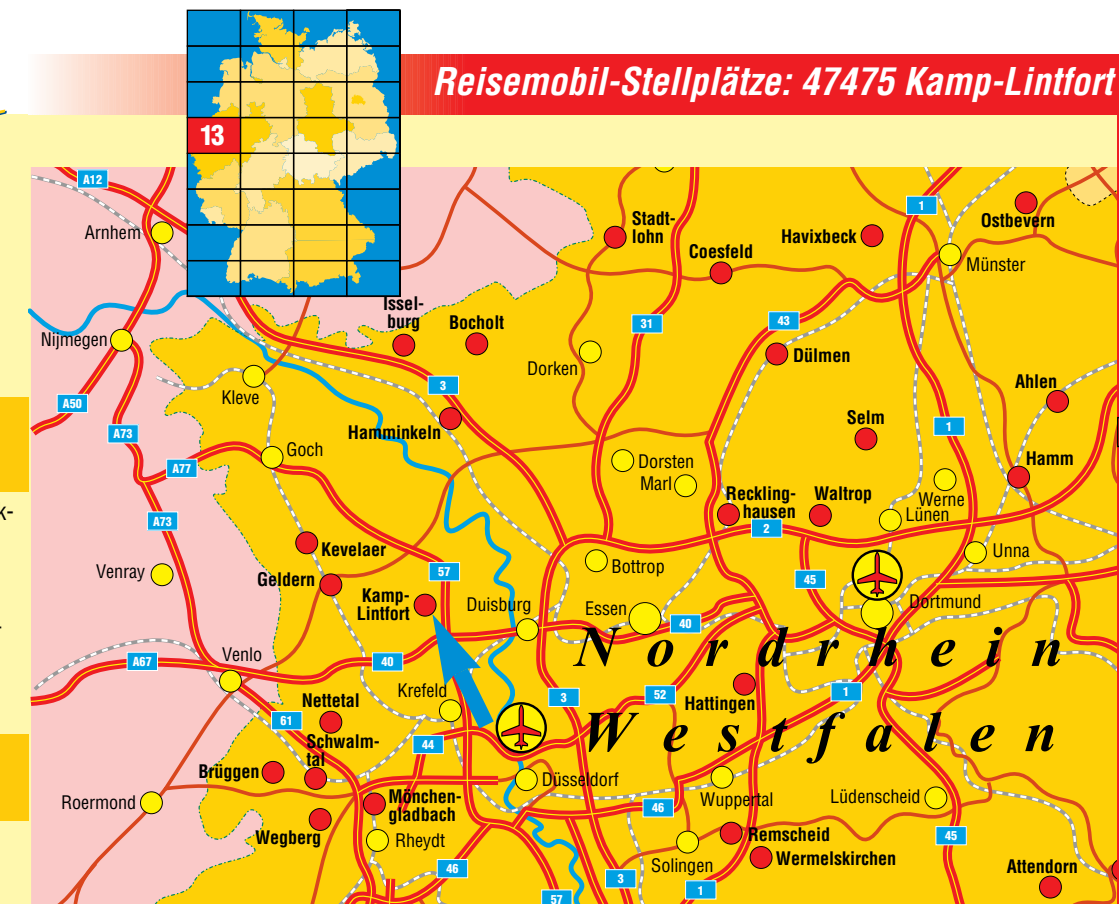 Reisemobil-Stellplätze: 47475 Kamp-Lintfort
13
A12
Arnhem
Stadt-
lohn
Coesfeld
Havixbeck
1
Ostbevern
Münster
Nijmegen
Issel-
burg
Bocholt
31
43
Dorken
Dülmen
Kleve
3
A50
A73
Hamminkeln
Ahlen
Selm
1
Goch
A77
Dorsten
Marl
Hamm
Reckling-
hausen
Waltrop
Werne
Lünen
2
k-
A73
Kevelaer
Venray
Geldern
57
Kamp-
Lintfort
Duisburg
Bottrop
45
Unna
Essen
40
Dortmund
Nordrhein
Westfalen
A67
Venlo
40
Krefeld
Nettetal
61
Schwalm-
tal
44
3
52
Hattingen
1
Brüggen
Düsseldorf
Roermond
Mönchen-
gladbach
Wegberg
Rheydt
46
Wuppertal
Lüdenscheid
Remscheid
Solingen
Wermelskirchen
45
46
57
3
1
Attendorn